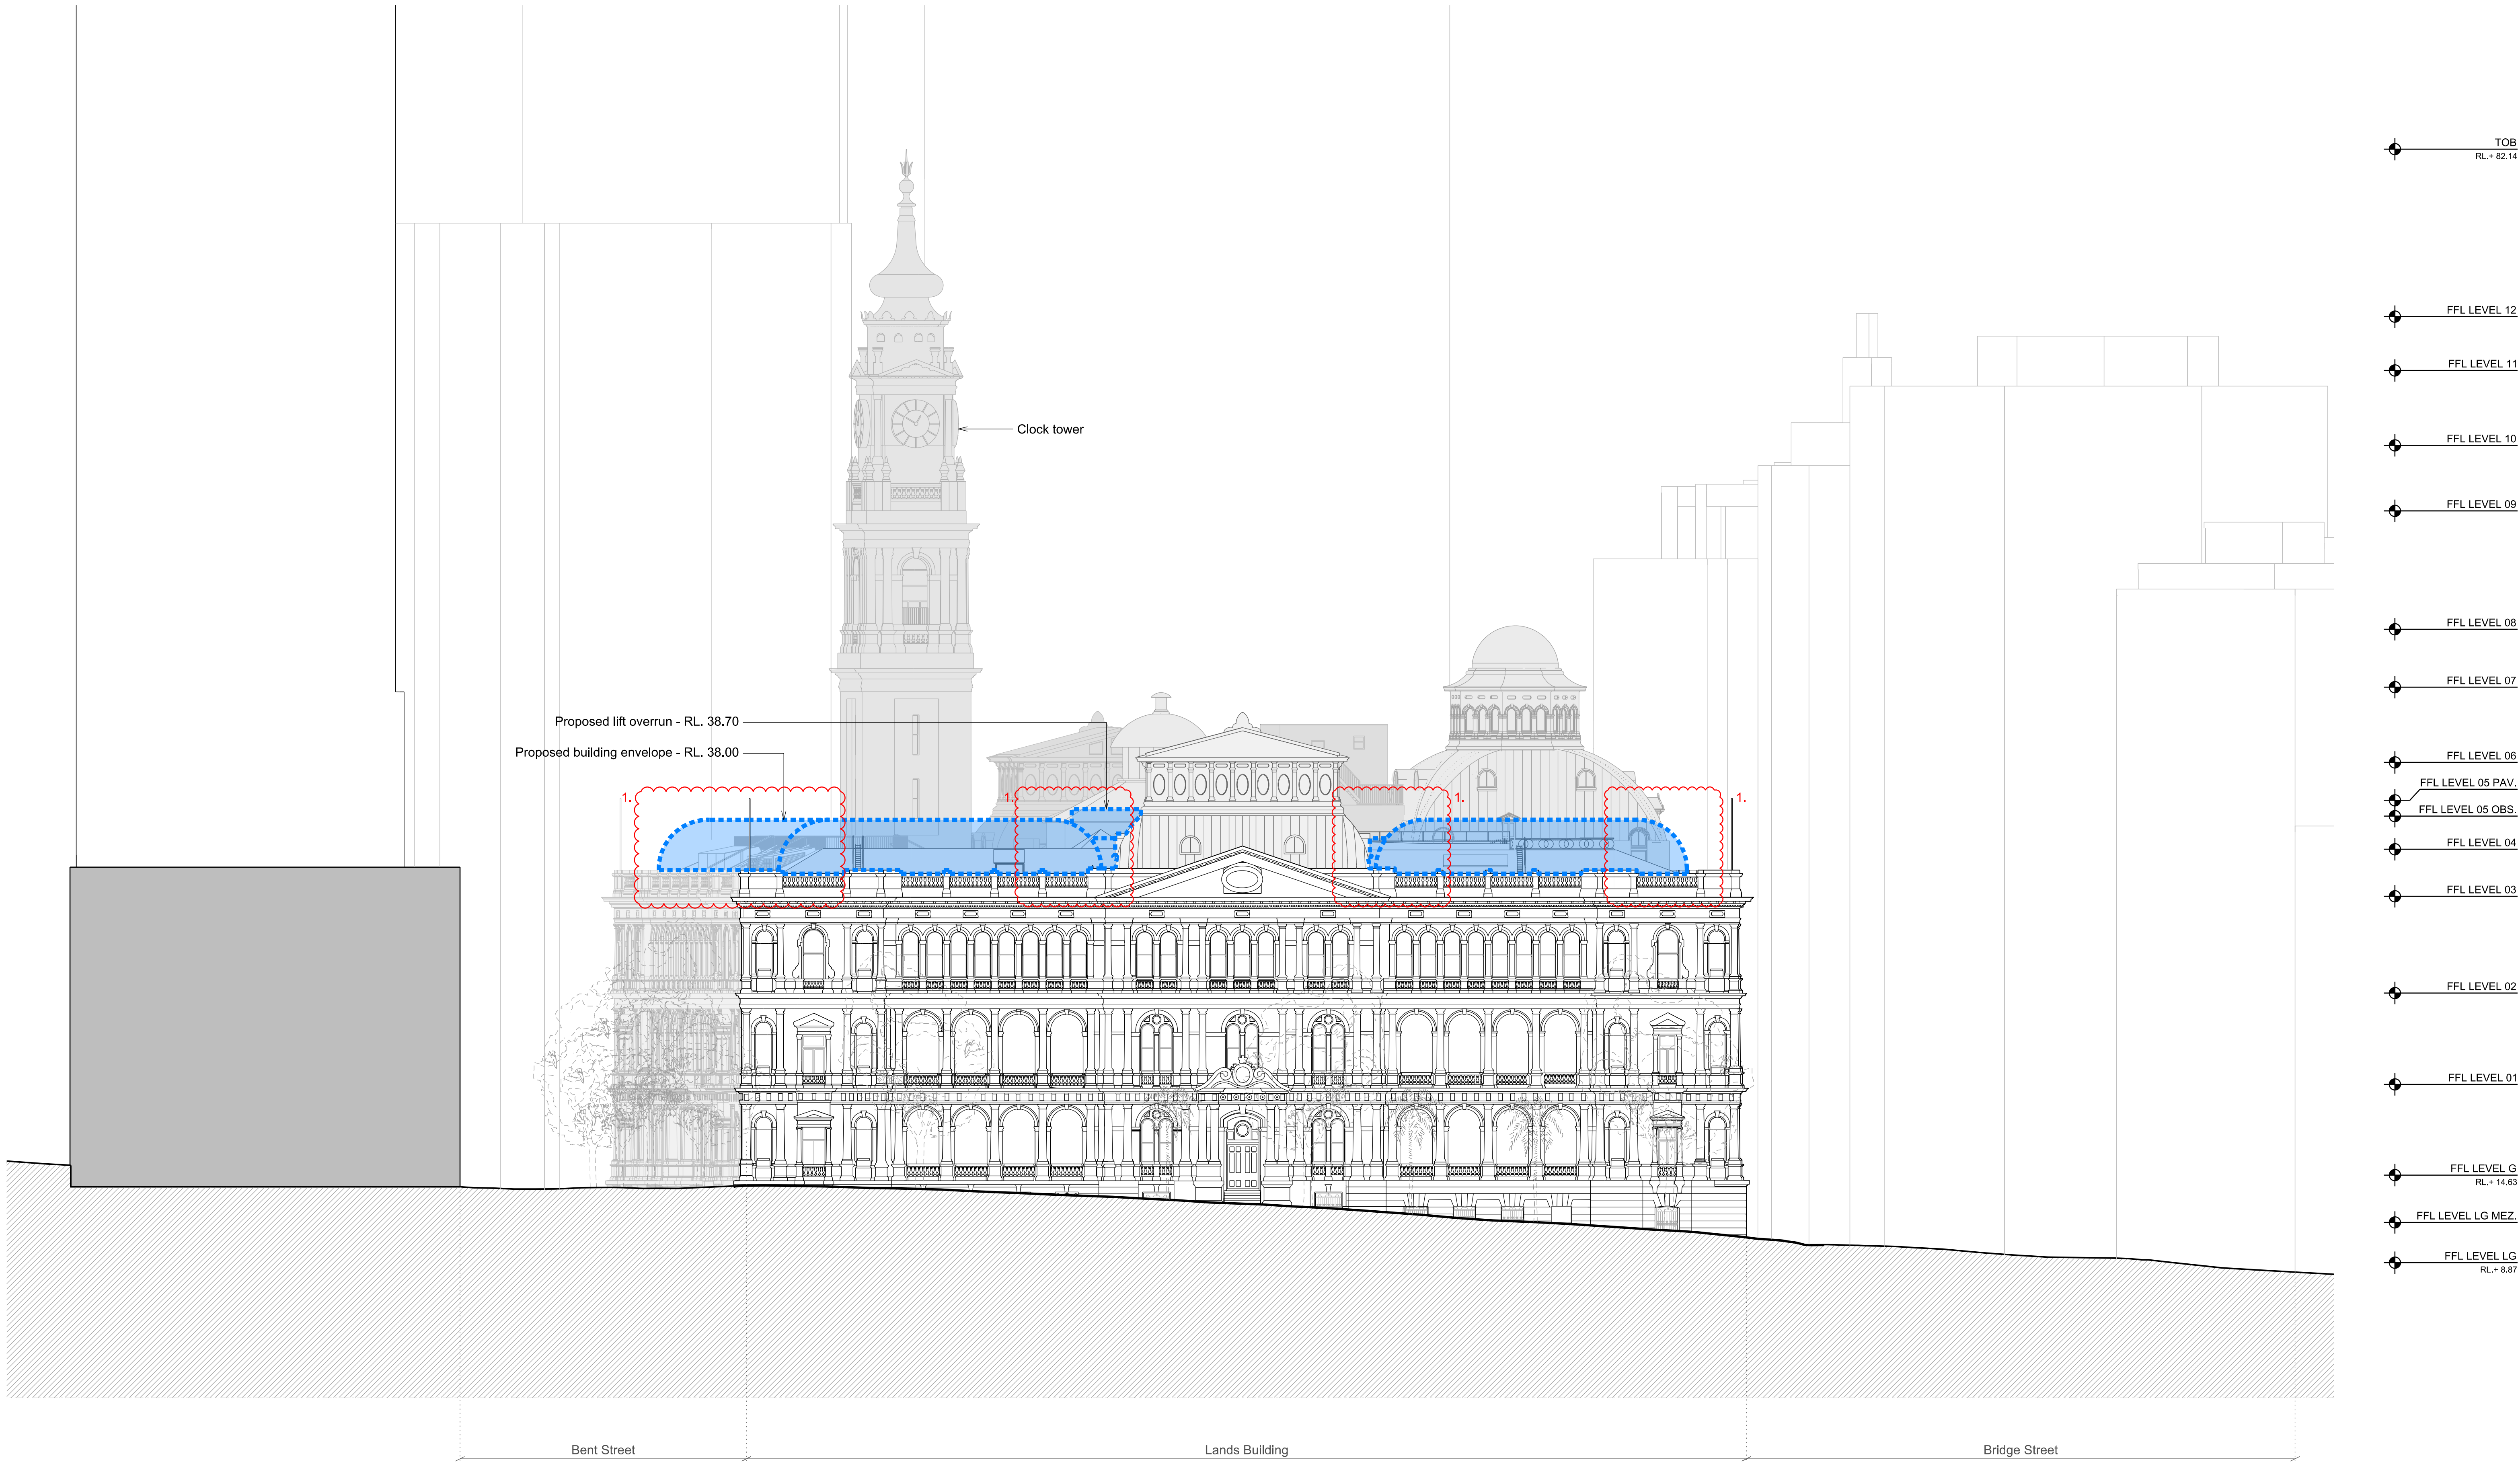 TOB
RL.+ 82.14
FFL LEVEL 12
FFL LEVEL 11
Clock tower
FFL LEVEL 10
FFL LEVEL 09
FFL LEVEL 08
FFL LEVEL 07
Proposed lift overrun - RL. 38.70
Proposed building envelope - RL. 38.00
FFL LEVEL 06
FFL LEVEL 05 PAV.
1.
1.
1.
1.
FFL LEVEL 05 OBS.
FFL LEVEL 04
FFL LEVEL 03
FFL LEVEL 02
FFL LEVEL 01
FFL LEVEL G
RL.+ 14.63
FFL LEVEL LG MEZ.
FFL LEVEL LG
RL.+ 8.87
Bent Street
Lands Building
Bridge Street